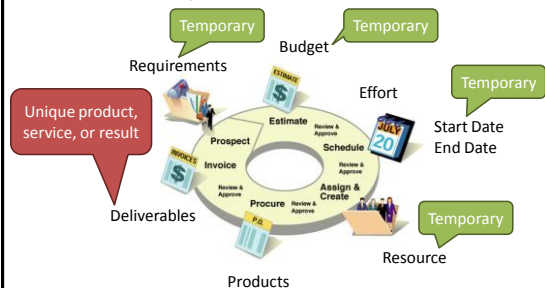 Temporary
Temporary
Budget
Requirements
ESTIMATE
$
Effort
Temporary
Unique product,
service, or result
Estimate
Review &
Approve
JULY
20
Start Date
End Date
Prospect
Schedule
Invoice
Review &
Approve
INVOICES
$
Assign &
Create
Review &
Approve
Procure
Review &
Approve
Deliverables
P.O.
Temporary
Resource
Products